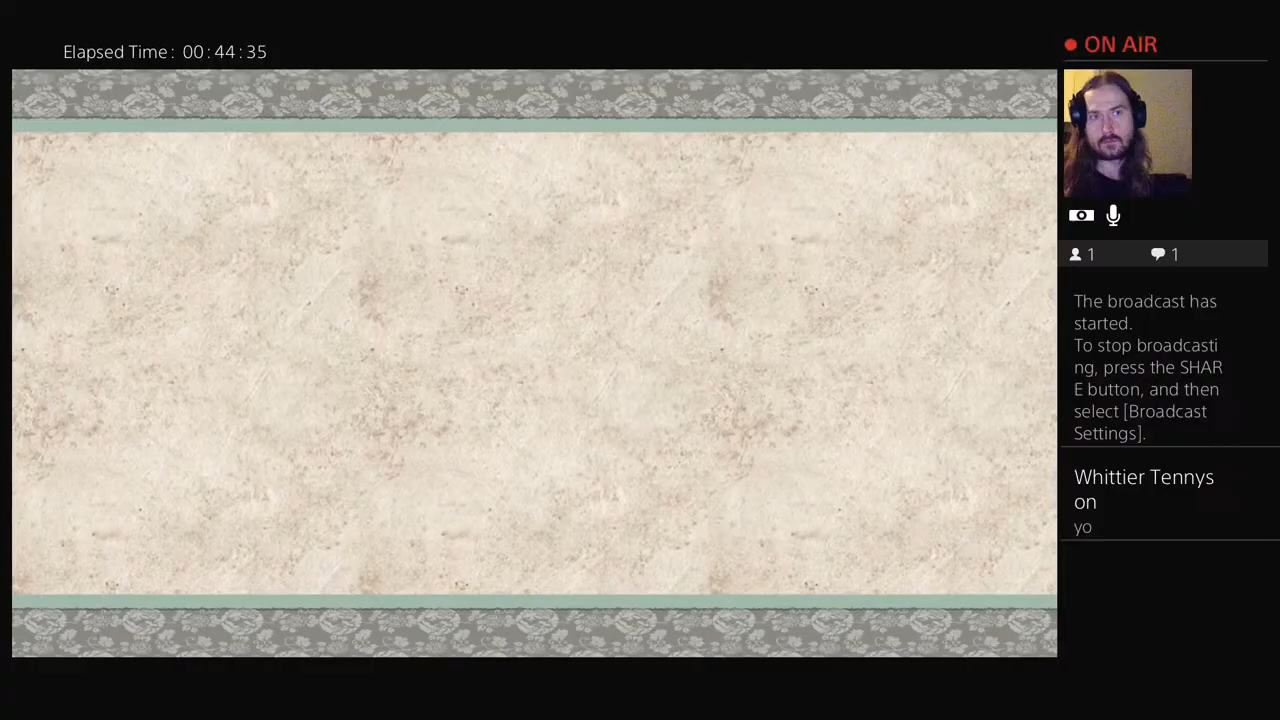 Elapsed Time: 00:44:35
ON AIR
1
1
The broadcast has
started.
To stop broadcasti
ng, press the SHAR
E button, and then
select [Broadcast
Settings].
Whittier Tennys
on
yo